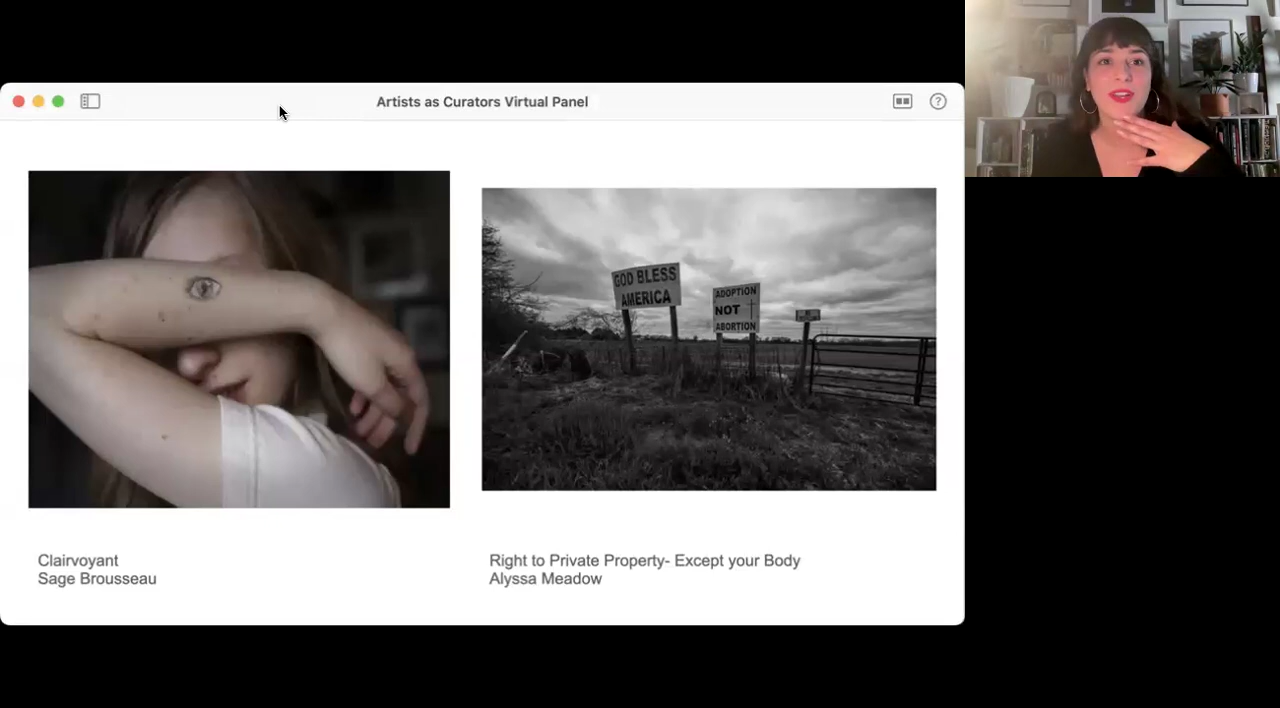 Artists as Curators Virtual Panel
GOD BLESS
AMERICA
ADOPTION
NOT
ABORTION
Clairvoyant
Sage Brousseau
Right to Private Property- Except your Body
Alyssa Meadow